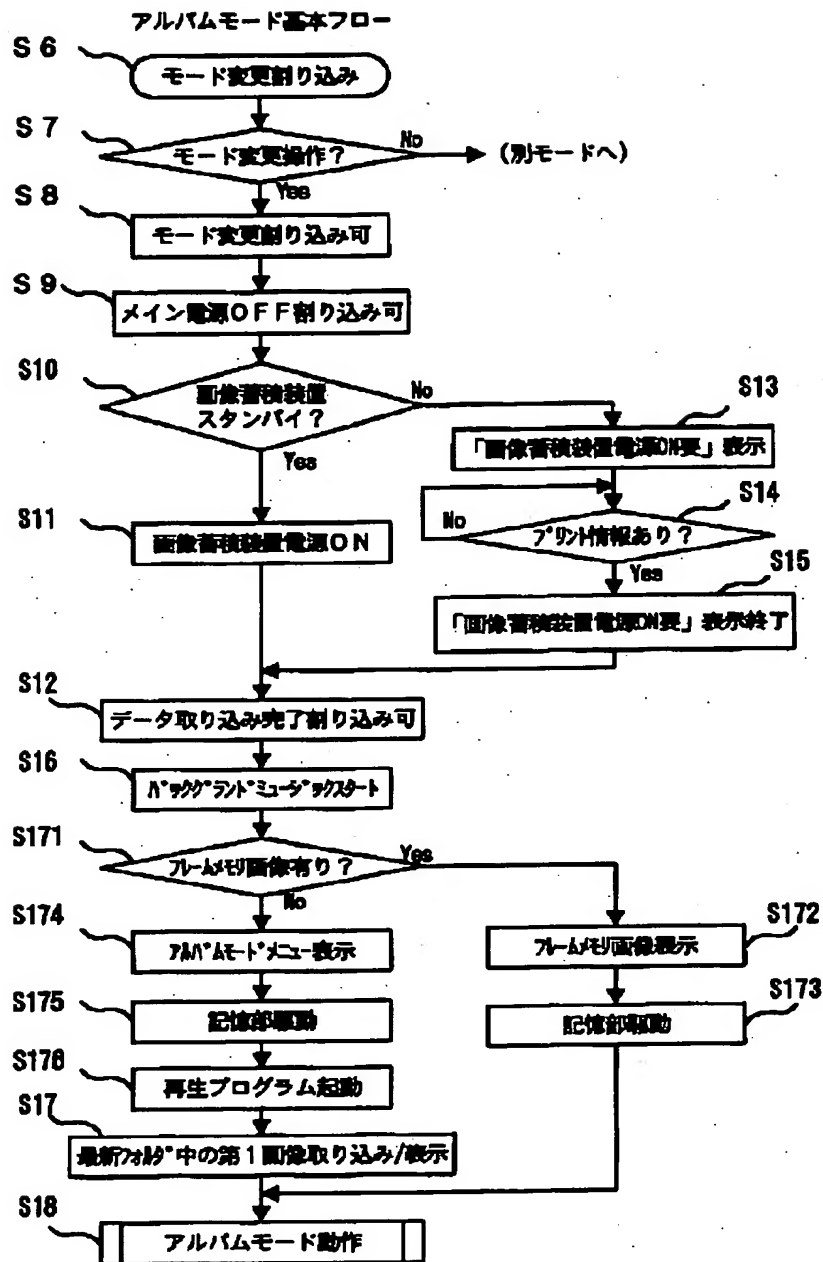 アルバムモード基本フロー
S6
モード変更割り込み
S7
モード変更操作?
No
(別モードへ)
Yes
S8
モード変更割り込み可
S9
メイン電源OFF割り込み可
S10
画像蓄積装置
スタンバイ?
No
Yes
S13
「画像蓄積装置電源ON要」表示
S14
プリント情報あり?
No
Yes
S11
画像蓄積装置電源ON
S15
「画像蓄積装置電源ON要」表示終了
S12
データ取り込み完了割り込み可
S16
バックグランドミュージックスタート
S171
フレームメモリ画像有り?
Yes
No
S174
アルバムモードメニュー表示
S172
フレームメモリ画像表示
S175
記憶部駆動
S173
記憶部駆動
S176
再生プログラム起動
S17
最新フォルダ中の第1画像取り込み/表示
S18
アルバムモード動作